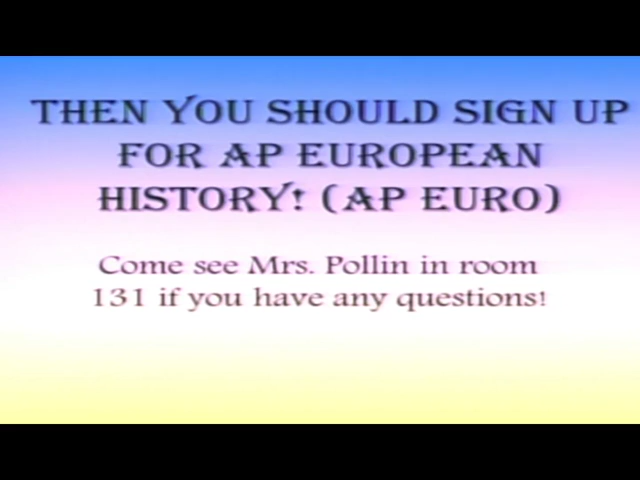 THEN YOU SHOULD SIGN UP
FOR AP EUROPEAN
HISTORY! (AP EURO)
Come see Mrs. Pollin in room
131 if you have any questions!